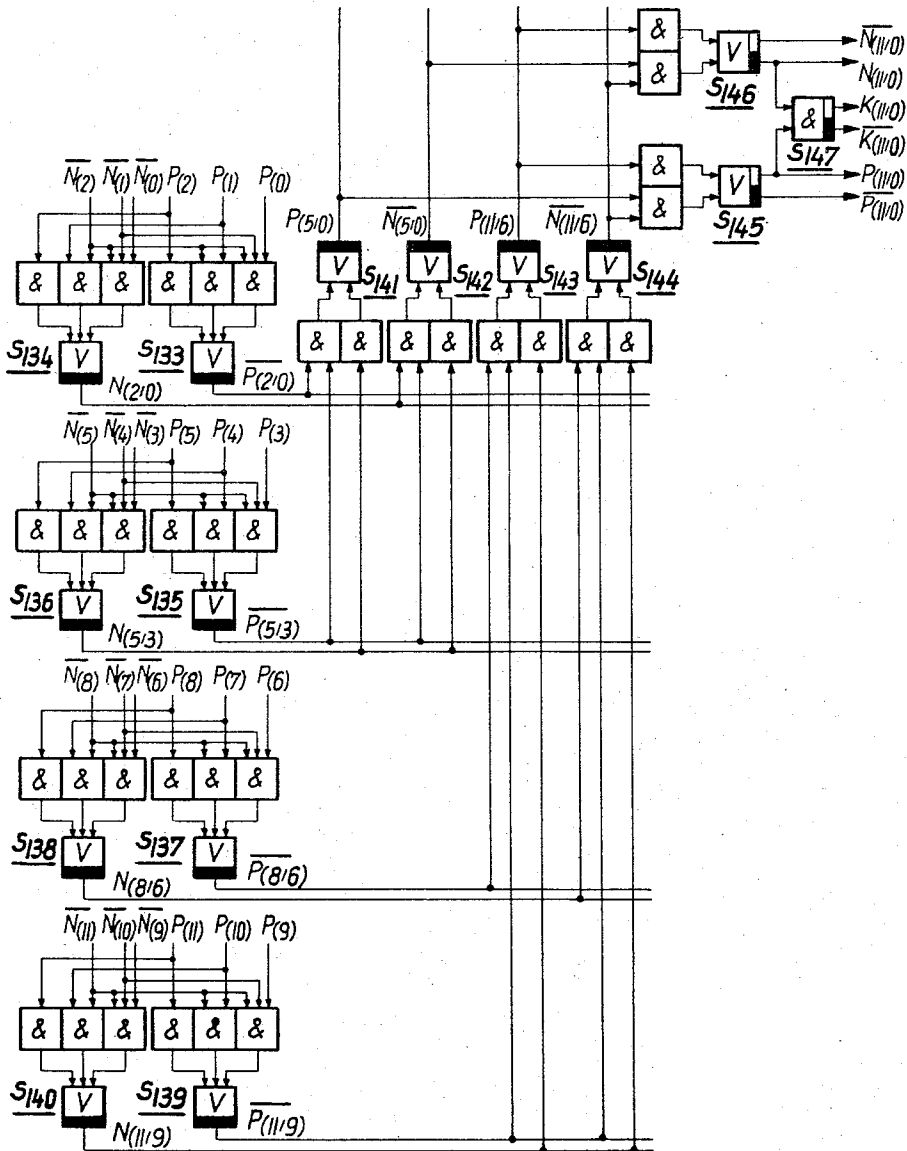 & V S146 N̅(11/0)
& N(11/0)
& S147 K(11/0)
K̅(11/0)
& V S145 P(11/0)
& P̅(11/0)
N̅(2) N̅(1) N̅(0) P(2) P(1) P(0)
P(5/0) N̅(5/0) P(11/6) N̅(11/6)
V S141 V S142 V S143 V S144
& & & & & &
& & & & & & & &
S134 V S133 V P̅(2/0)
N(2/0)
N̅(5) N̅(4) N̅(3) P(5) P(4) P(3)
& & & & & &
S136 V S135 V P̅(5/3)
N(5/3)
N̅(8) N̅(7) N̅(6) P(8) P(7) P(6)
& & & & & &
S138 V S137 V P̅(8/6)
N(8/6)
N̅(11) N̅(10) N̅(9) P(11) P(10) P(9)
& & & & & &
S140 V S139 V P̅(11/9)
N(11/9)